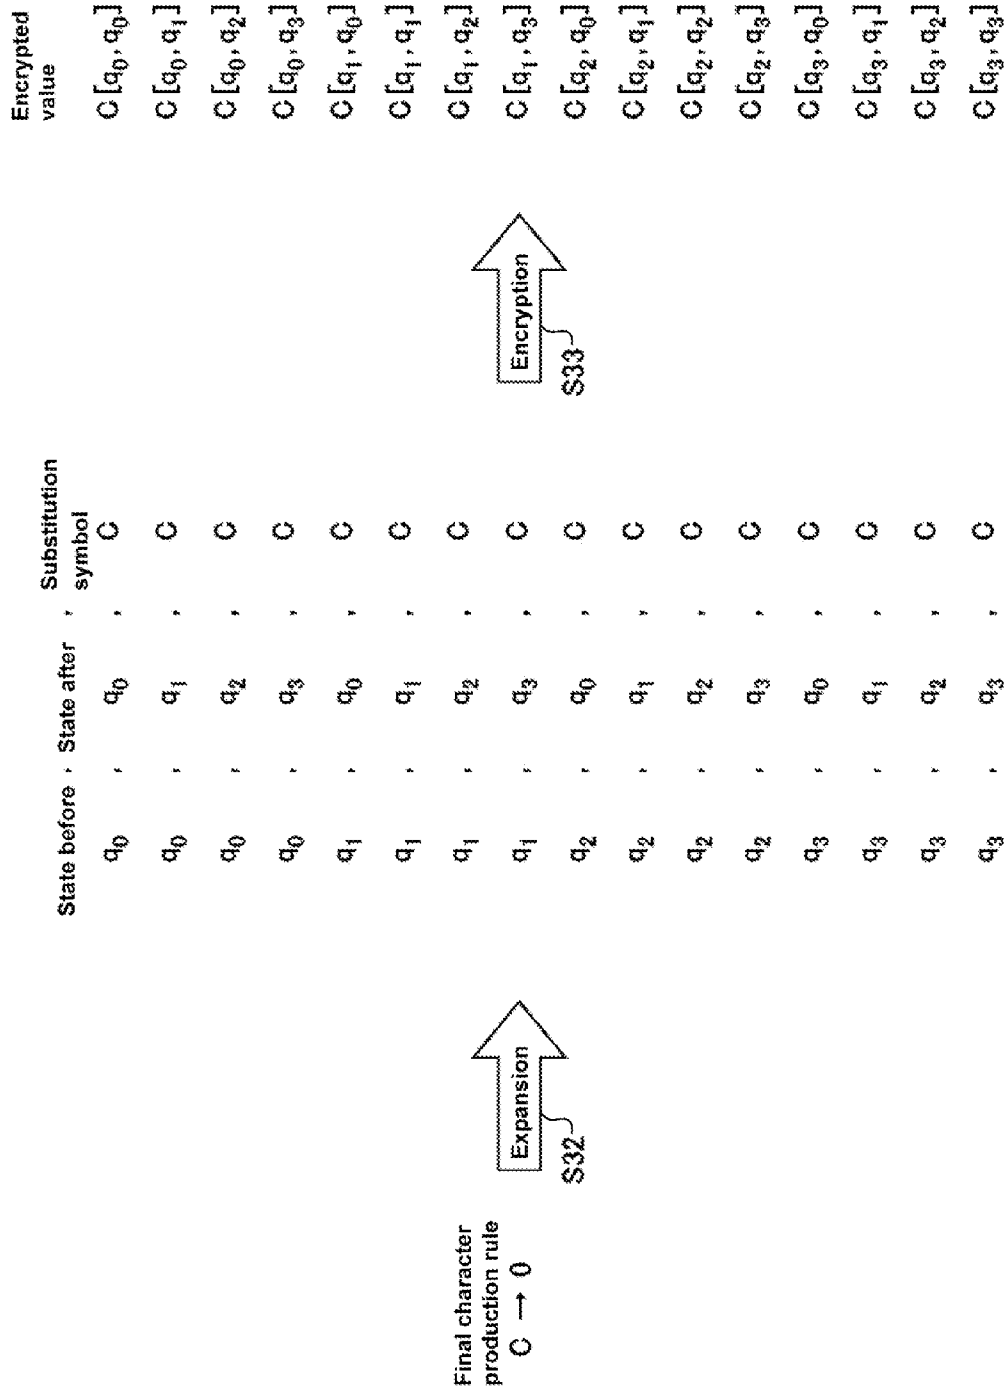 Final character
production rule
C → 0
Expansion
S32
State before , State after , Substitution
symbol
q₀ , q₀ , C
q₀ , q₁ , C
q₀ , q₂ , C
q₀ , q₃ , C
q₁ , q₀ , C
q₁ , q₁ , C
q₁ , q₂ , C
q₁ , q₃ , C
q₂ , q₀ , C
q₂ , q₁ , C
q₂ , q₂ , C
q₂ , q₃ , C
q₃ , q₀ , C
q₃ , q₁ , C
q₃ , q₂ , C
q₃ , q₃ , C
Encryption
S33
Encrypted
value
C [q₀, q₀]
C [q₀, q₁]
C [q₀, q₂]
C [q₀, q₃]
C [q₁, q₀]
C [q₁, q₁]
C [q₁, q₂]
C [q₁, q₃]
C [q₂, q₀]
C [q₂, q₁]
C [q₂, q₂]
C [q₂, q₃]
C [q₃, q₀]
C [q₃, q₁]
C [q₃, q₂]
C [q₃, q₃]